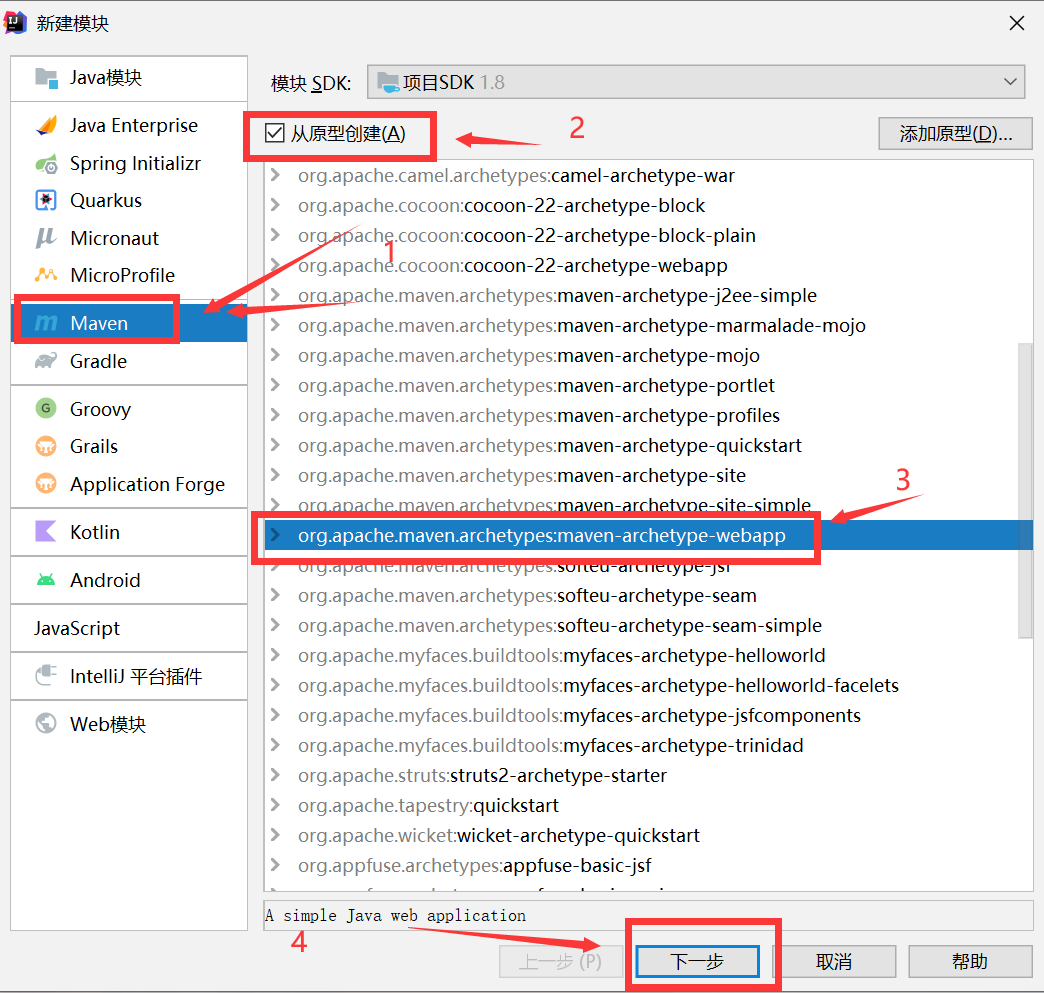 新建模块
Java模块
Java Enterprise
Spring Initializr
Quarkus
Micronaut
MicroProfile
Maven
Gradle
Groovy
Grails
Application Forge
Kotlin
Android
JavaScript
IntelliJ 平台插件
Web模块
模块 SDK: 项目SDK 1.8
从原型创建(A) 2 添加原型(D)...
org.apache.camel.archetypes:camel-archetype-war
org.apache.cocoon:cocoon-22-archetype-block
org.apache.cocoon:cocoon-22-archetype-block-plain
1
org.apache.cocoon:cocoon-22-archetype-webapp
org.apache.maven.archetypes:maven-archetype-j2ee-simple
org.apache.maven.archetypes:maven-archetype-marmalade-mojo
org.apache.maven.archetypes:maven-archetype-mojo
org.apache.maven.archetypes:maven-archetype-portlet
org.apache.maven.archetypes:maven-archetype-profiles
org.apache.maven.archetypes:maven-archetype-quickstart
org.apache.maven.archetypes:maven-archetype-site
3
org.apache.maven.archetypes:maven-archetype-site-simple
org.apache.maven.archetypes:maven-archetype-webapp
org.apache.maven.archetypes:softeu-archetype-jsf
org.apache.maven.archetypes:softeu-archetype-seam
org.apache.maven.archetypes:softeu-archetype-seam-simple
org.apache.myfaces.buildtools:myfaces-archetype-helloworld
org.apache.myfaces.buildtools:myfaces-archetype-helloworld-facelets
org.apache.myfaces.buildtools:myfaces-archetype-jsfcomponents
org.apache.myfaces.buildtools:myfaces-archetype-trinidad
org.apache.struts:struts2-archetype-starter
org.apache.tapestry:quickstart
org.apache.wicket:wicket-archetype-quickstart
org.appfuse.archetypes:appfuse-basic-jsf
A simple Java web application
4
上一步 (P) 下一步 取消 帮助